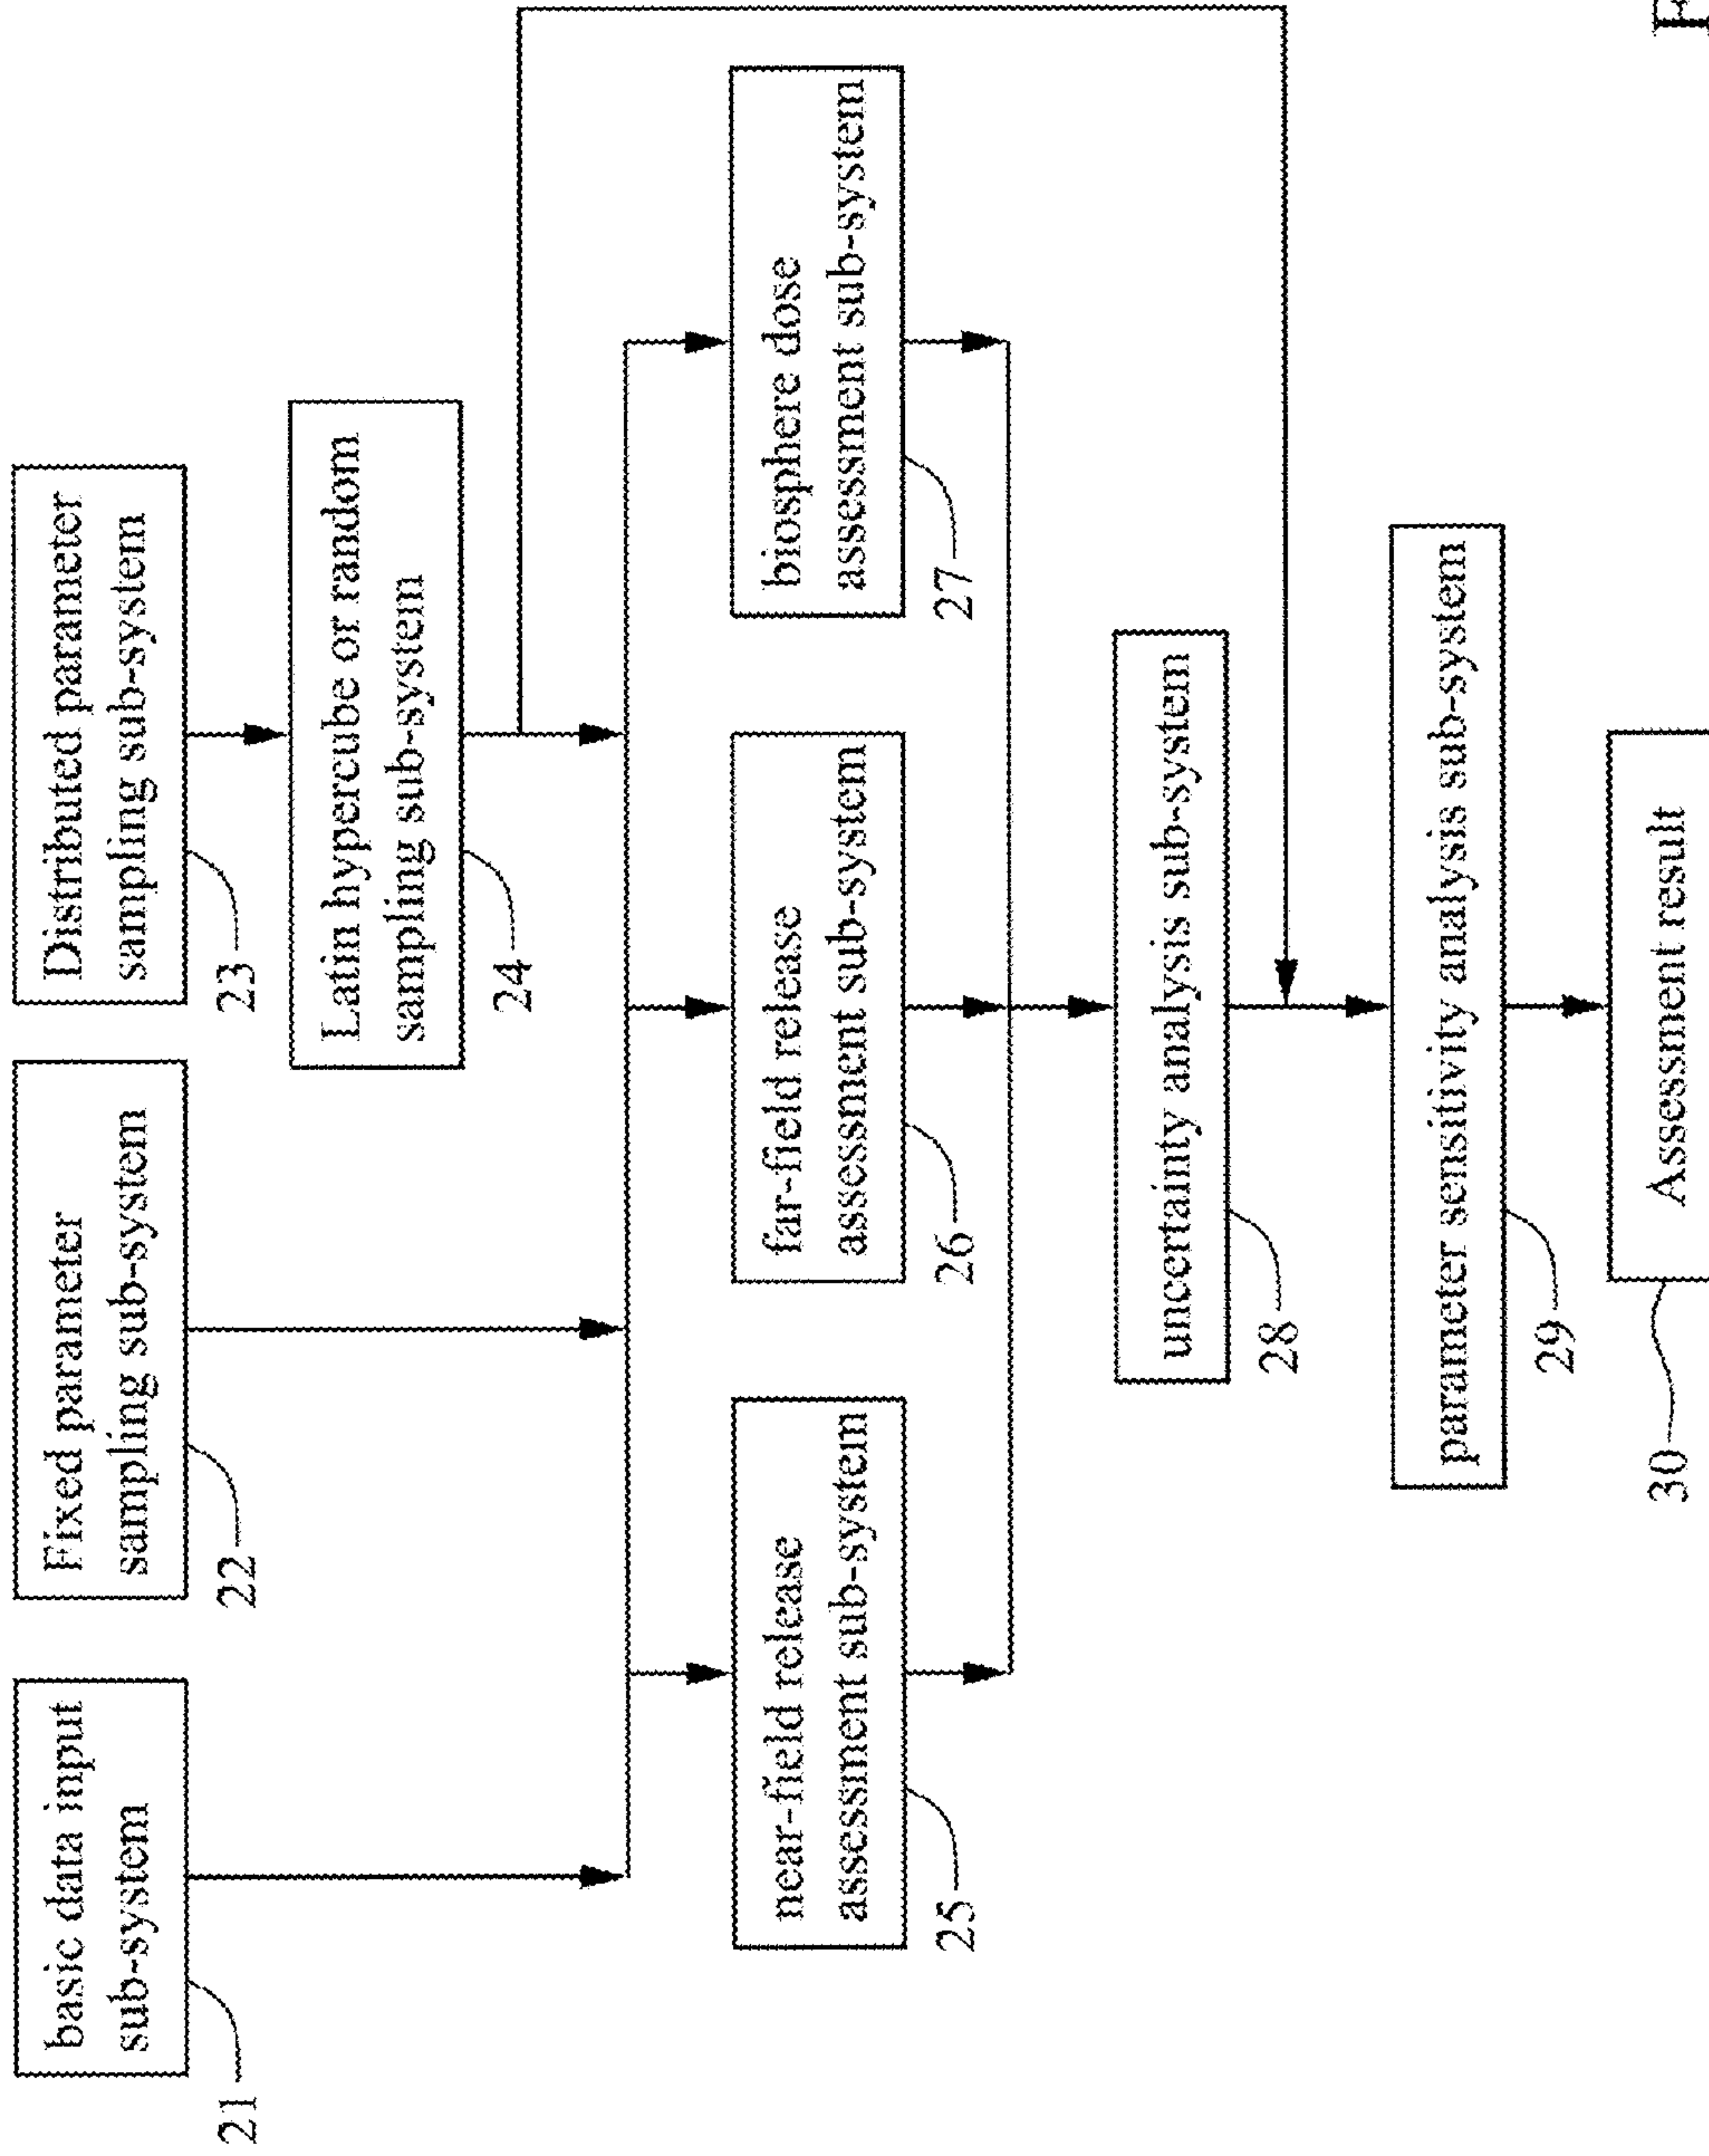 basic data input
sub-system
21
Fixed parameter
sampling sub-system
22
Distributed parameter
sampling sub-system
23
Latin hypercube or random
sampling sub-system
24
near-field release
assessment sub-system
25
far-field release
assessment sub-system
26
biosphere dose
assessment sub-system
27
uncertainty analysis sub-system
28
parameter sensitivity analysis sub-system
29
Assessment result
30